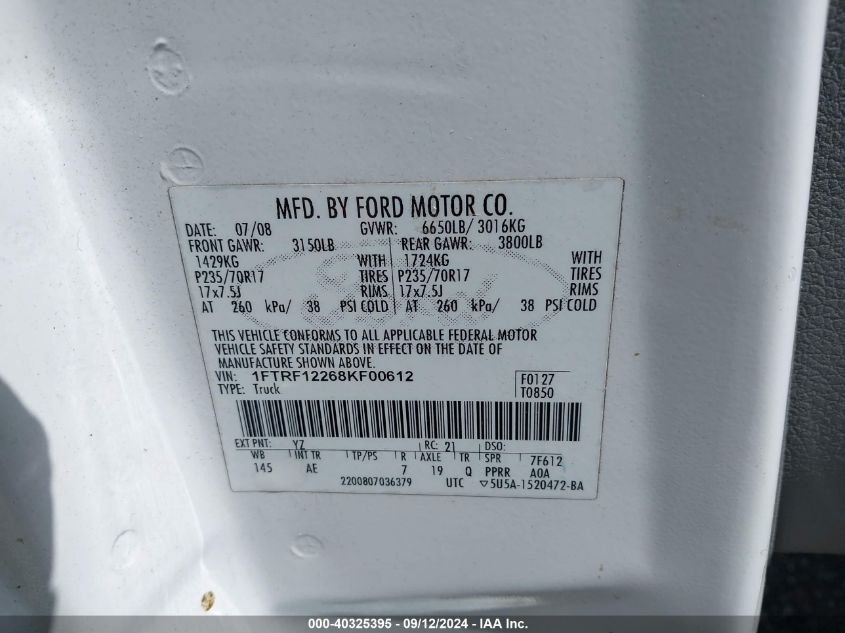 MFD. BY FORD MOTOR CO.
DATE: 07/08 GVWR: 6650LB/ 3016KG
FRONT GAWR: 3150LB REAR GAWR: 3800LB
1429KG WITH 1724KG WITH
P235/70R17 TIRES P235/70R17 TIRES
17x7.5J RIMS 17x7.5J RIMS
AT 260 kPa/ 38 PSI COLD AT 260 kPa/ 38 PSI COLD
THIS VEHICLE CONFORMS TO ALL APPLICABLE FEDERAL MOTOR
VEHICLE SAFETY STANDARDS IN EFFECT ON THE DATE OF
MANUFACTURE SHOWN ABOVE.
VIN: 1FTRF12268KF00612 F0127
TYPE: Truck T0850
EXT PNT: YZ RC: 21 DSO:
WB INT TR TP/PS R AXLE TR SPR 7F612
145 AE 7 19 Q PPRR A0A
2200807036379 UTC ▽5U5A-1520472-BA
000-40325395 - 09/12/2024 - IAA Inc.